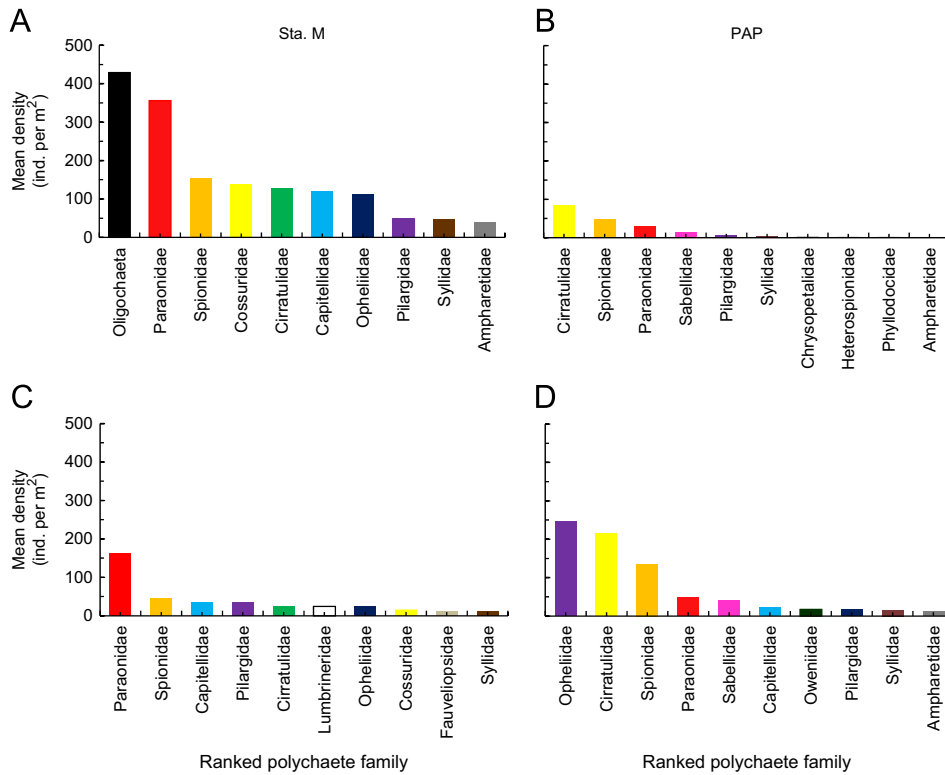 A
Sta. M
B
PAP
500
400
300
200
100
0
Mean density
(ind. per m²)
Oligochaeta
Paraonidae
Spionidae
Cossuridae
Cirratulidae
Capitellidae
Opheliidae
Pilargidae
Syllidae
Ampharetidae
Cirratulidae
Spionidae
Paraonidae
Sabellidae
Pilargidae
Syllidae
Chrysopetalidae
Heterospionidae
Phyllodocidae
Ampharetidae
C
D
500
400
300
200
100
0
Mean density
(ind. per m²)
Paraonidae
Spionidae
Capitellidae
Pilargidae
Cirratulidae
Lumbrineridae
Opheliidae
Cossuridae
Fauveliopsidae
Syllidae
Opheliidae
Cirratulidae
Spionidae
Paraonidae
Sabellidae
Capitellidae
Oweniidae
Pilargidae
Syllidae
Ampharetidae
Ranked polychaete family
Ranked polychaete family